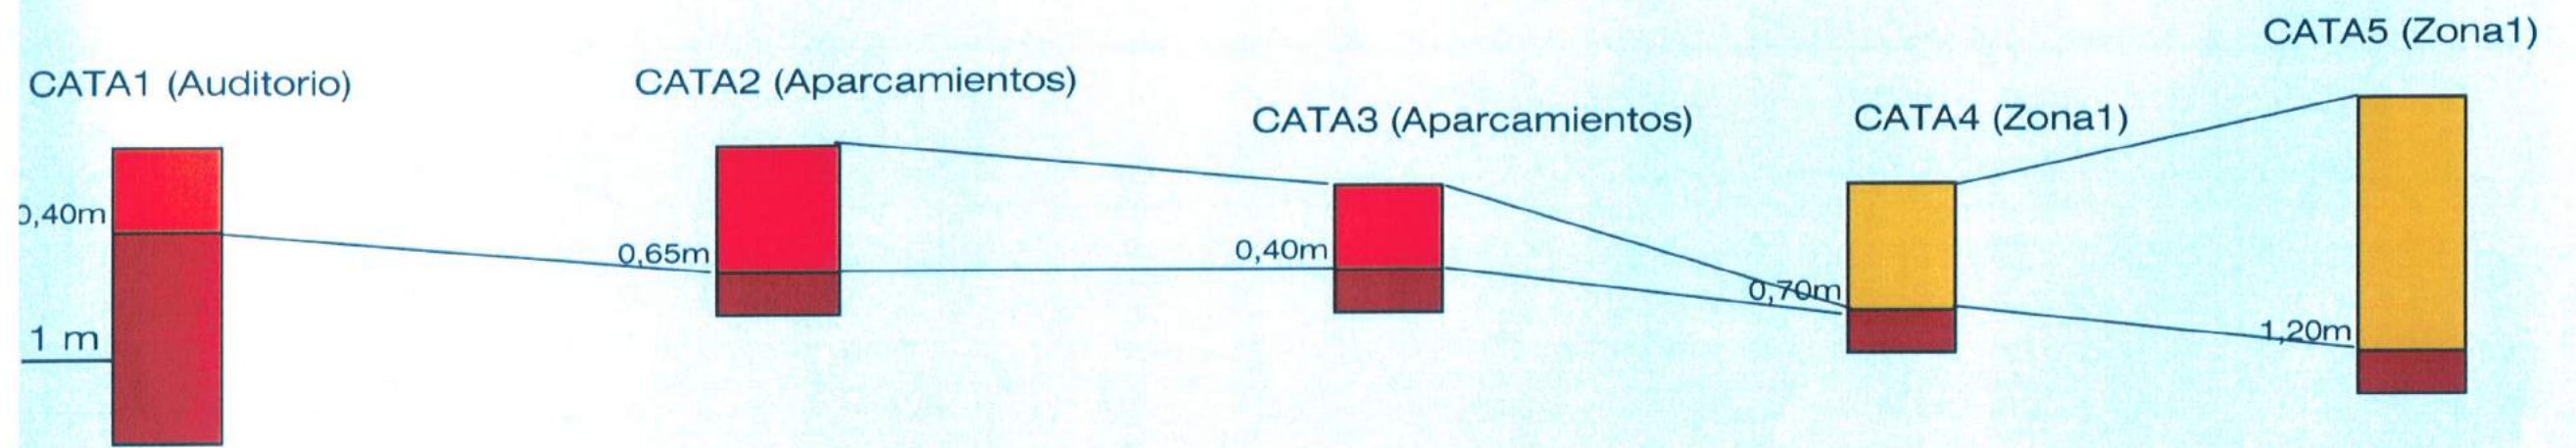 CATA1 (Auditorio)
CATA2 (Aparcamientos)
CATA3 (Aparcamientos)
CATA4 (Zona1)
CATA5 (Zona1)
0,40m
0,65m
0,40m
0,70m
1,20m
1 m